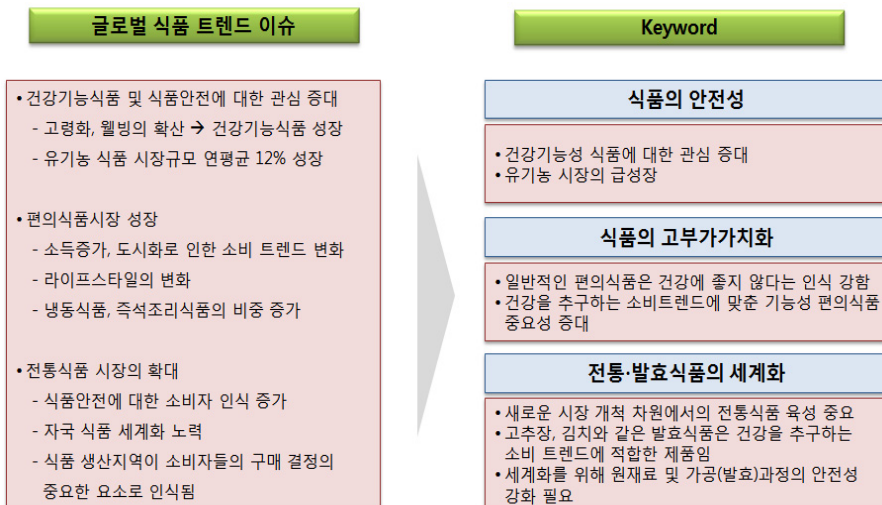 글로벌 식품 트렌드 이슈
• 건강기능식품 및 식품안전에 대한 관심 증대
- 고령화, 웰빙의 확산 → 건강기능식품 성장
- 유기농 식품 시장규모 연평균 12% 성장
• 편의식품시장 성장
- 소득증가, 도시화로 인한 소비 트렌드 변화
- 라이프스타일의 변화
- 냉동식품, 즉석조리식품의 비중 증가
• 전통식품 시장의 확대
- 식품안전에 대한 소비자 인식 증가
- 자국 식품 세계화 노력
- 식품 생산지역이 소비자들의 구매 결정의
중요한 요소로 인식됨
Keyword
식품의 안전성
• 건강기능성 식품에 대한 관심 증대
• 유기농 시장의 급성장
식품의 고부가가치화
• 일반적인 편의식품은 건강에 좋지 않다는 인식 강함
• 건강을 추구하는 소비트렌드에 맞춘 기능성 편의식품
중요성 증대
전통·발효식품의 세계화
• 새로운 시장 개척 차원에서의 전통식품 육성 중요
• 고추장, 김치와 같은 발효식품은 건강을 추구하는
소비 트렌드에 적합한 제품임
• 세계화를 위해 원재료 및 가공(발효)과정의 안전성
강화 필요